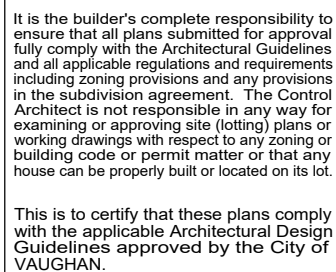 It is the builder's complete responsibility to
ensure that all plans submitted for approval
fully comply with the Architectural Guidelines
and all applicable regulations and requirements
including zoning provisions and any provisions
in the subdivision agreement. The Control
Architect is not responsible in any way for
examining or approving site (lotting) plans or
working drawings with respect to any zoning or
building code or permit matter or that any
house can be properly built or located on its lot.
This is to certify that these plans comply
with the applicable Architectural Design
Guidelines approved by the City of
VAUGHAN.